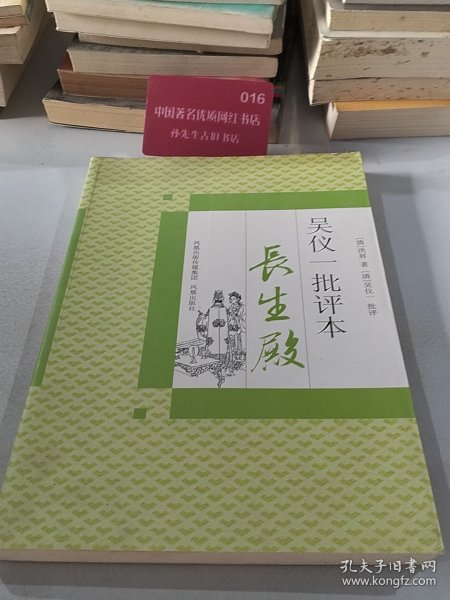 016
中国著名优质网红书店
孙先生古旧书店
[清]洪昇 著 [清]吴仪一 批评
吴仪一批评本
長生殿
凤凰出版传媒集团 凤凰出版社
孔夫子旧书网
www.kongfz.com